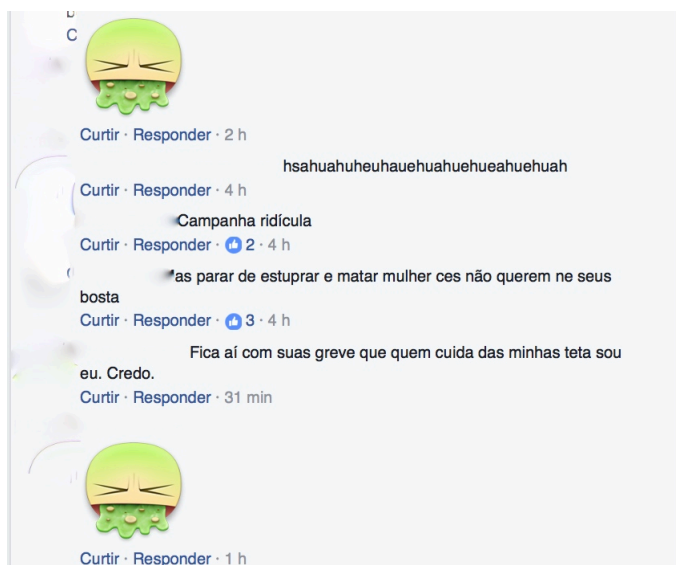 C
Curtir · Responder · 2 h
hsahuahuheuhauehuahuehueahuehuah
Curtir · Responder · 4 h
Campanha ridícula
Curtir · Responder · 2 · 4 h
as parar de estuprar e matar mulher ces não querem ne seus
bosta
Curtir · Responder · 3 · 4 h
Fica aí com suas greve que quem cuida das minhas teta sou
eu. Credo.
Curtir · Responder · 31 min
Curtir · Responder · 1 h